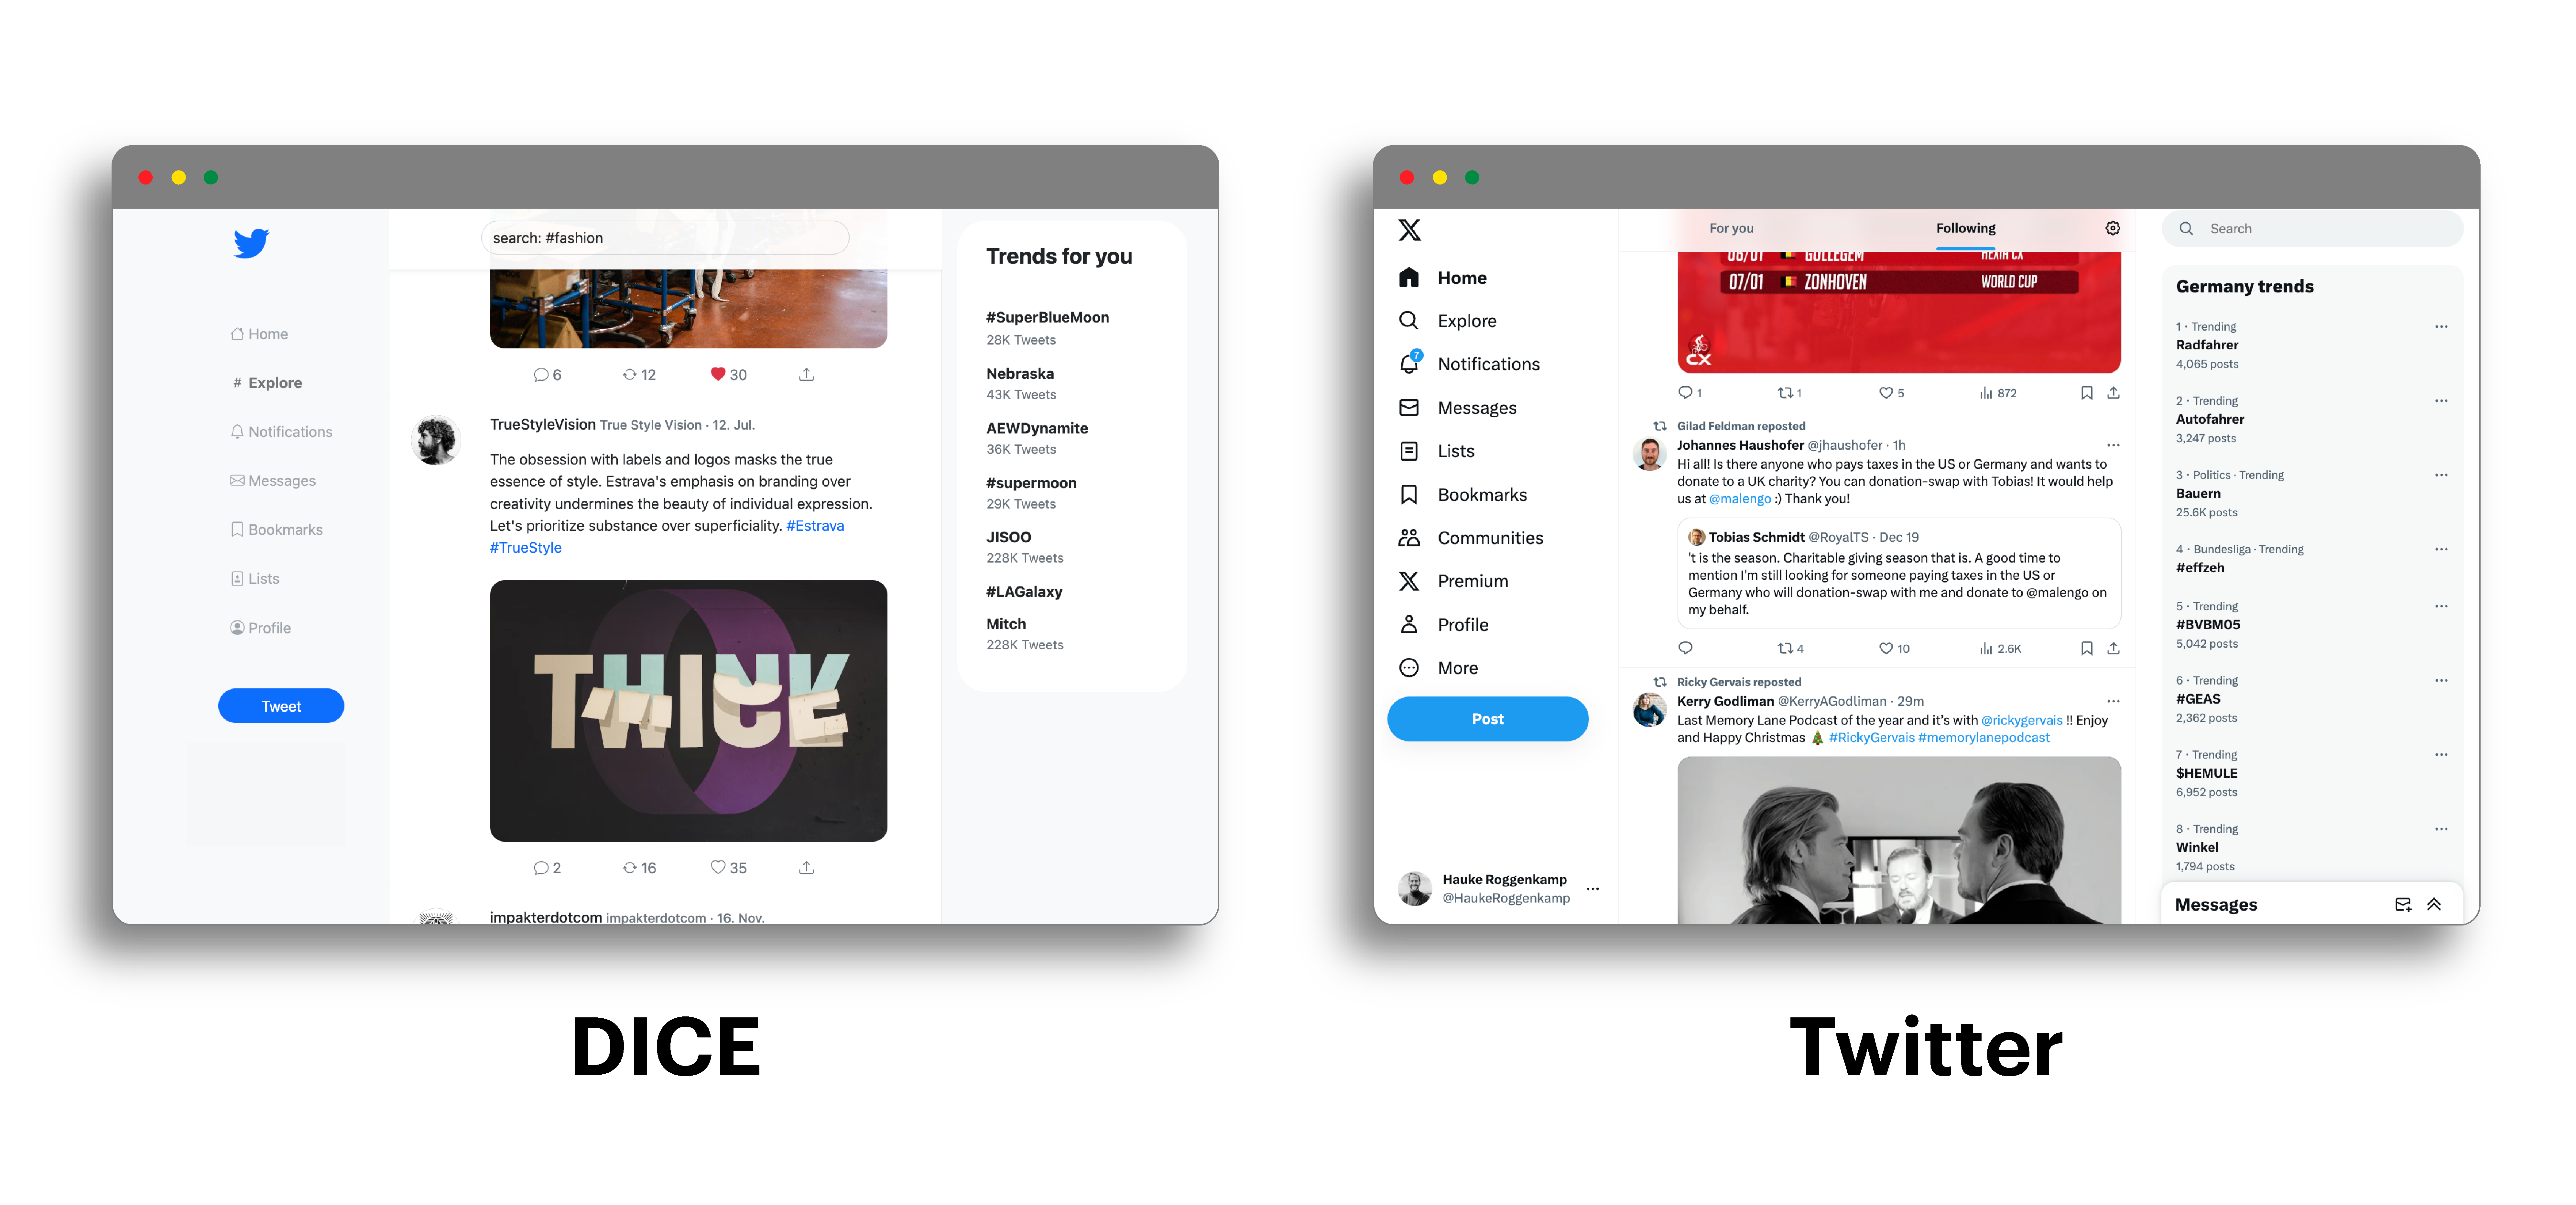 search: #fashion
Home
# Explore
Notifications
Messages
Bookmarks
Lists
Profile
Tweet
6 12 30
TrueStyleVision True Style Vision · 12. Jul.
The obsession with labels and logos masks the true
essence of style. Estrava's emphasis on branding over
creativity undermines the beauty of individual expression.
Let's prioritize substance over superficiality. #Estrava
#TrueStyle
THINK
TWICE
2 16 35
impakterdotcom impakterdotcom · 16. Nov.
Trends for you
#SuperBlueMoon
28K Tweets
Nebraska
43K Tweets
AEWDynamite
36K Tweets
#supermoon
29K Tweets
JISOO
228K Tweets
#LAGalaxy
Mitch
228K Tweets
DICE
X
Home
Explore
7
Notifications
Messages
Lists
Bookmarks
Communities
Premium
Profile
More
Post
Hauke Roggenkamp
@HaukeRoggenkamp
For you Following
06/01 GULLEGEM HEXIA CX
07/01 ZONHOVEN WORLD CUP
CX
1 1 5 872
Gilad Feldman reposted
Johannes Haushofer @jhaushofer · 1h
Hi all! Is there anyone who pays taxes in the US or Germany and wants to
donate to a UK charity? You can donation-swap with Tobias! It would help
us at @malengo :) Thank you!
Tobias Schmidt @RoyalTS · Dec 19
't is the season. Charitable giving season that is. A good time to
mention I'm still looking for someone paying taxes in the US or
Germany who will donation-swap with me and donate to @malengo on
my behalf.
4 10 2.6K
Ricky Gervais reposted
Kerry Godliman @KerryAGodliman · 29m
Last Memory Lane Podcast of the year and it's with @rickygervais !! Enjoy
and Happy Christmas 🎄 #RickyGervais #memorylanepodcast
Search
Germany trends
1 · Trending
Radfahrer
4,065 posts
2 · Trending
Autofahrer
3,247 posts
3 · Politics · Trending
Bauern
25.6K posts
4 · Bundesliga · Trending
#effzeh
5 · Trending
#BVBM05
5,042 posts
6 · Trending
#GEAS
2,362 posts
7 · Trending
$HEMULE
6,952 posts
8 · Trending
Winkel
1,794 posts
Messages
Twitter